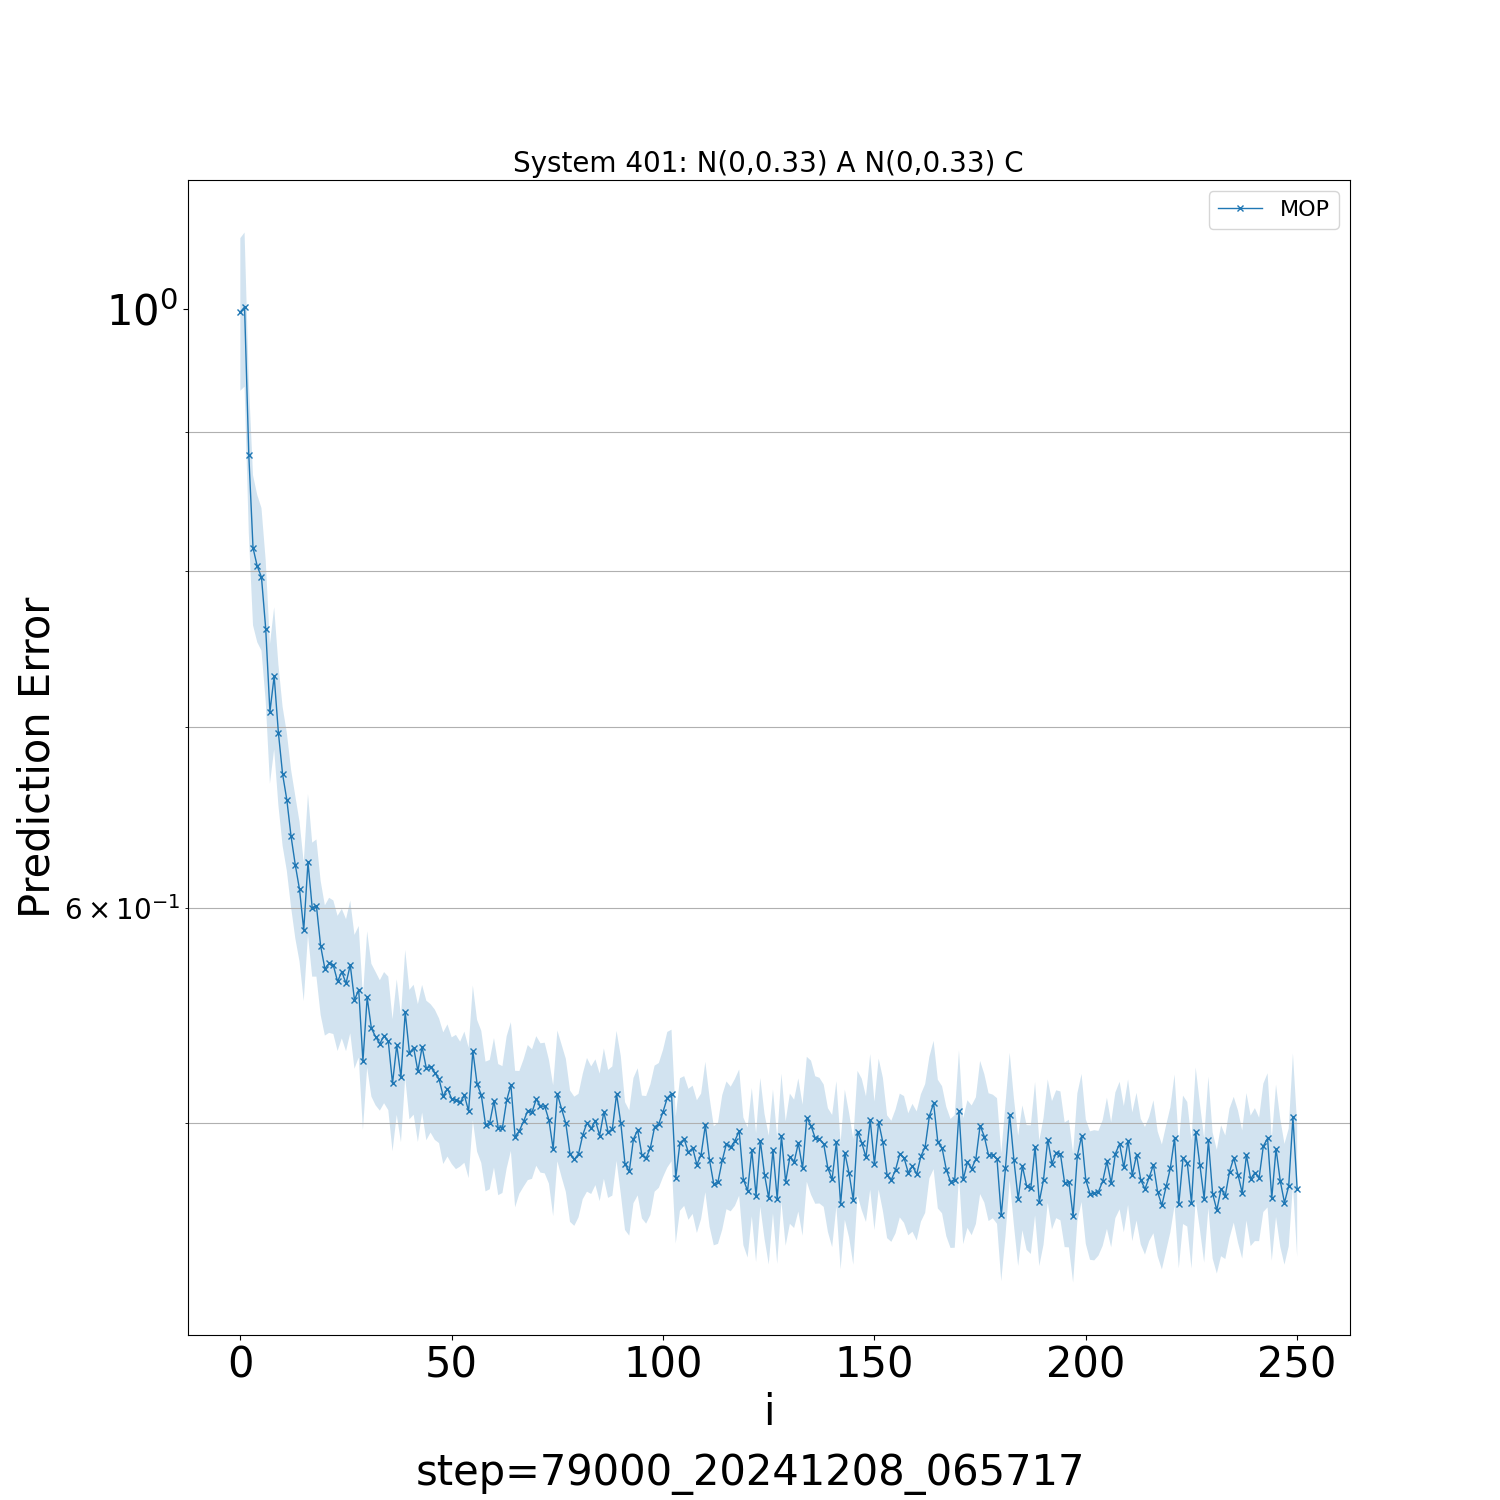 System 401: N(0,0.33) A N(0,0.33) C
MOP
10⁰
Prediction Error
6 × 10⁻¹
0 50 100 150 200 250
i
step=79000_20241208_065717